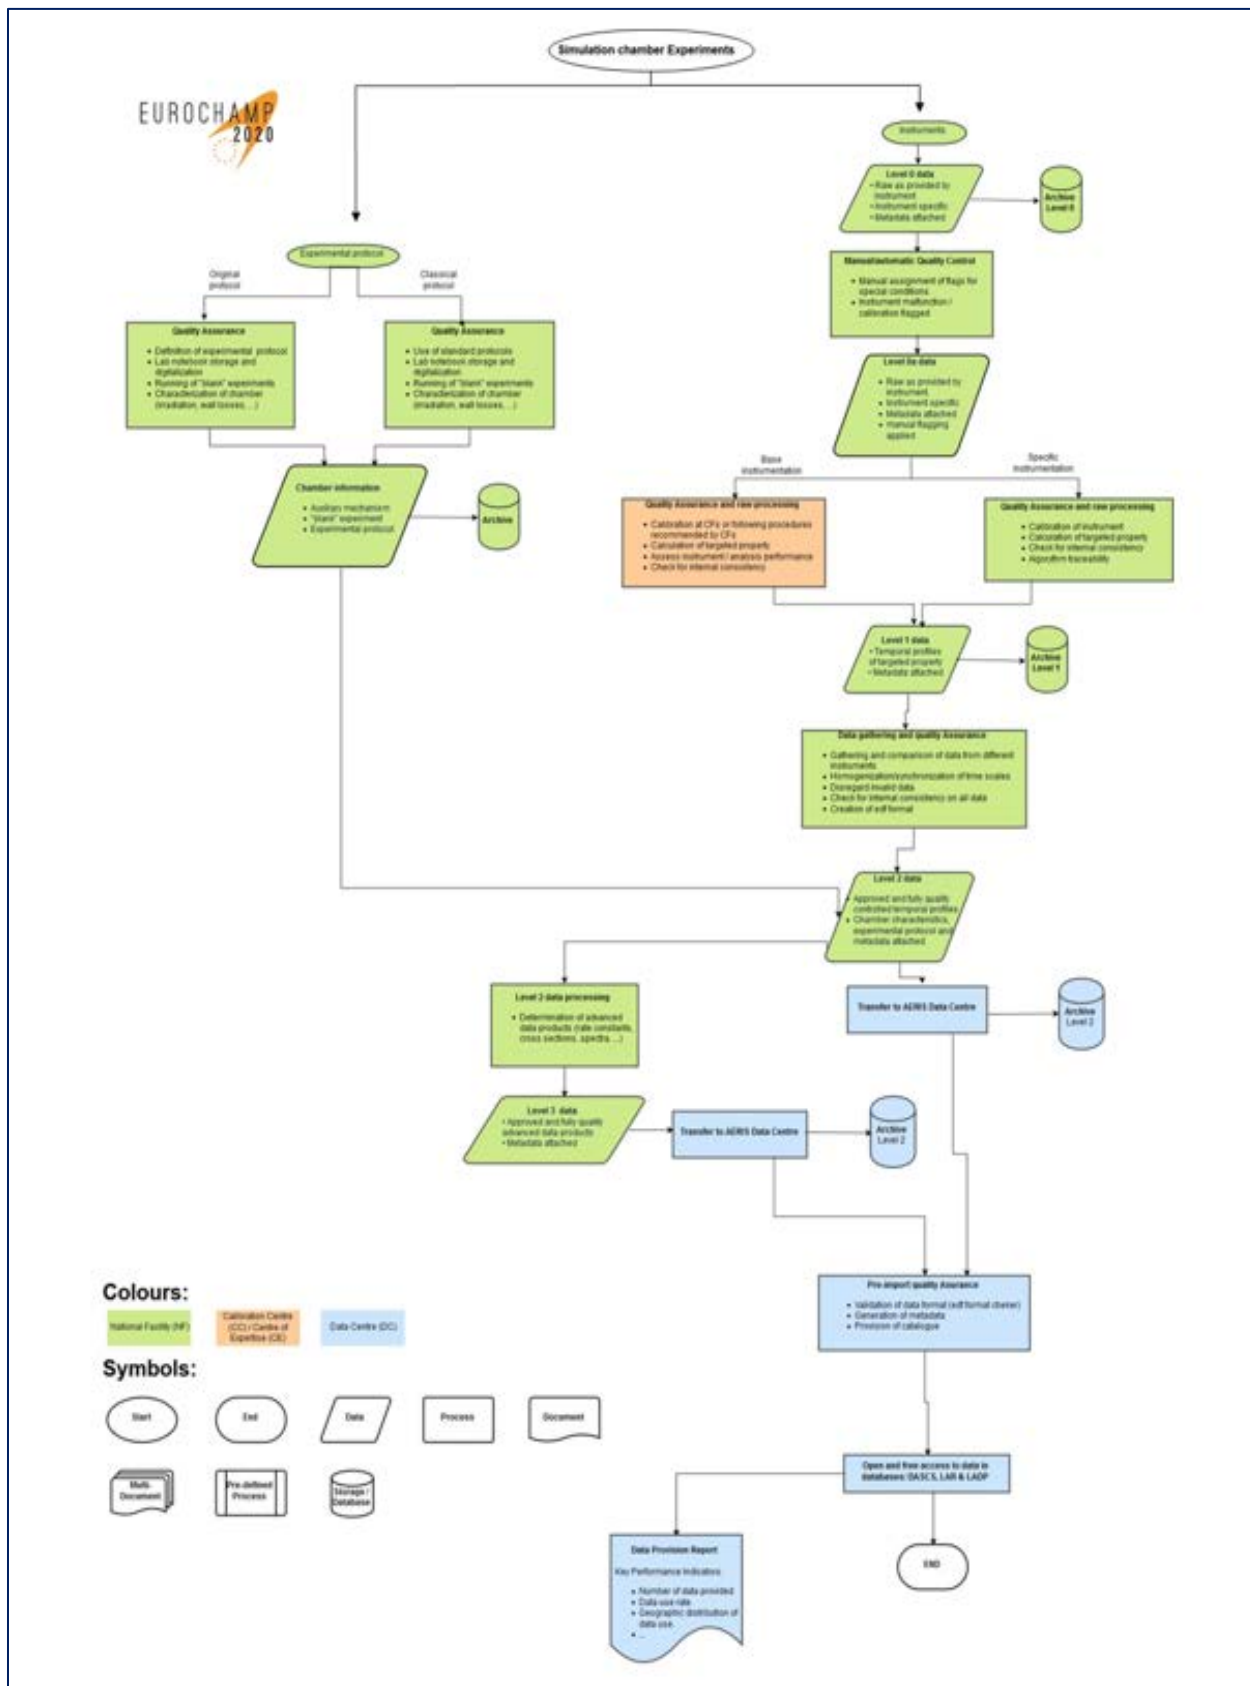 Simulation chamber Experiments
EUROCHAMP
2020
Instruments
Level 0 data
• Raw as provided by
instrument
• Instrument specific
• Metadata attached
Archive
Level 0
Experimental protocol
Original
protocol
Classical
protocol
Manual/automatic Quality Control
• Manual assignment of flags for
special conditions
• Instrument malfunction /
calibration flagged
Quality Assurance
• Definition of experimental protocol
• Lab notebook storage and
digitalization
• Running of "blank" experiments
• Characterization of chamber
(irradiation, wall losses, ...)
Quality Assurance
• Use of standard protocols
• Lab notebook storage and
digitalization
• Running of "blank" experiments
• Characterization of chamber
(irradiation, wall losses, ...)
Level 0a data
• Raw as provided by
instrument,
• Instrument specific
• Metadata attached
• manual flagging
applied
Base
instrumentation
Specific
instrumentation
Chamber information
• Auxiliary mechanism
• "blank" experiment
• Experimental protocol
Archive
Quality Assurance and raw processing
• Calibration at CFs or following procedures
recommended by CFs
• Calculation of targeted property
• Assess instrument / analysis performance
• Check for internal consistency
Quality Assurance and raw processing
• Calibration of instrument
• Calculation of targeted property
• Check for internal consistency
• Algorithm traceability
Level 1 data
• Temporal profiles
of targeted property
• Metadata attached
Archive
Level 1
Data gathering and quality Assurance
• Gathering and comparison of data from different
instruments
• Homogenization/synchronization of time scales
• Disregard invalid data
• Check for internal consistency on all data
• Creation of edf format
Level 2 data
• Approved and fully quality
controlled temporal profiles
• Chamber characteristics,
experimental protocol and
metadata attached
Level 2 data processing
• Determination of advanced
data products (rate constants,
cross sections, spectra, ...)
Transfer to AERIS Data Centre
Archive
Level 2
Level 3 data
• Approved and fully quality
advanced data products
• Metadata attached
Transfer to AERIS Data Centre
Archive
Level 2
Pre-import quality Assurance
• Validation of data format (edf format cheker)
• Generation of metadata
• Provision of catalogue
Colours:
National Facility (NF)
Calibration Centre
(CC) / Centre of
Expertise (CE)
Data Centre (DC)
Symbols:
Start
End
Data
Process
Document
Multi-
Document
Pre-defined
Process
Storage /
Database
Open and free access to data in
databases: DASCS, LAR & LADP
Data Provision Report
Key Performance Indicators
• Number of data provided
• Data use rate
• Geographic distribution of
data use.
• ...
END